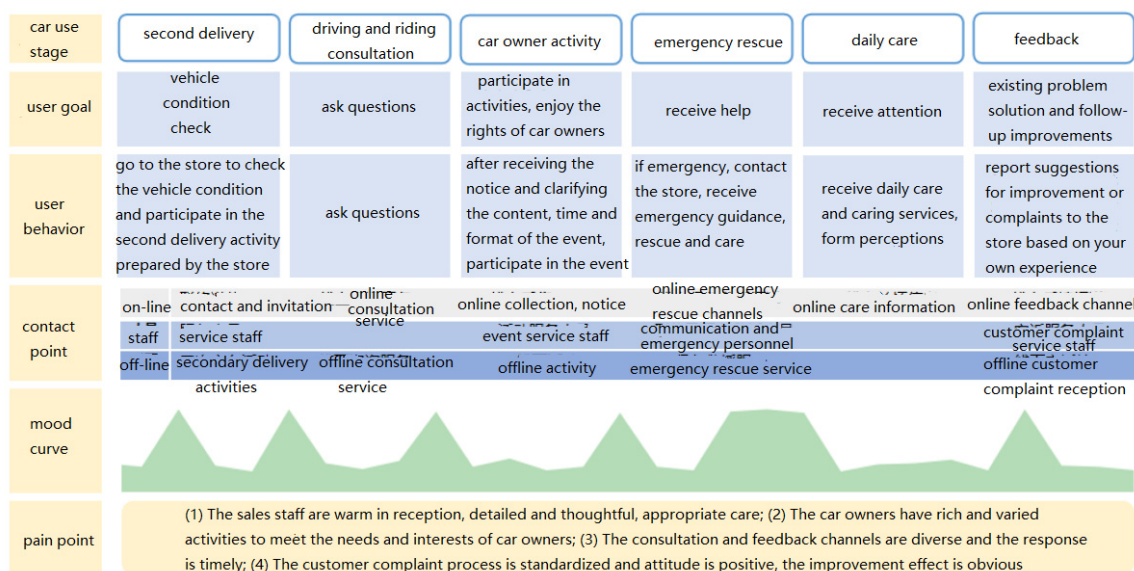 car use
stage
second delivery
driving and riding
consultation
car owner activity
emergency rescue
daily care
feedback
user goal
vehicle
condition
check
ask questions
participate in
activities, enjoy the
rights of car owners
receive help
receive attention
existing problem
solution and follow-
up improvements
user
behavior
go to the store to check
the vehicle condition
and participate in the
second delivery activity
prepared by the store
ask questions
after receiving the
notice and clarifying
the content, time and
format of the event,
participate in the event
if emergency, contact
the store, receive
emergency guidance,
rescue and care
receive daily care
and caring services,
form perceptions
report suggestions
for improvement or
complaints to the
store based on your
own experience
contact
point
on-line
contact and invitation
online
consultation
service
online collection, notice
online emergency
rescue channels
online care information
online feedback channel
staff
service staff
event service staff
communication and
emergency personnel
customer complaint
service staff
off-line
secondary delivery
activities
offline consultation
service
offline activity
emergency rescue service
offline customer
complaint reception
mood
curve
pain point
(1) The sales staff are warm in reception, detailed and thoughtful, appropriate care; (2) The car owners have rich and varied
activities to meet the needs and interests of car owners; (3) The consultation and feedback channels are diverse and the response
is timely; (4) The customer complaint process is standardized and attitude is positive, the improvement effect is obvious